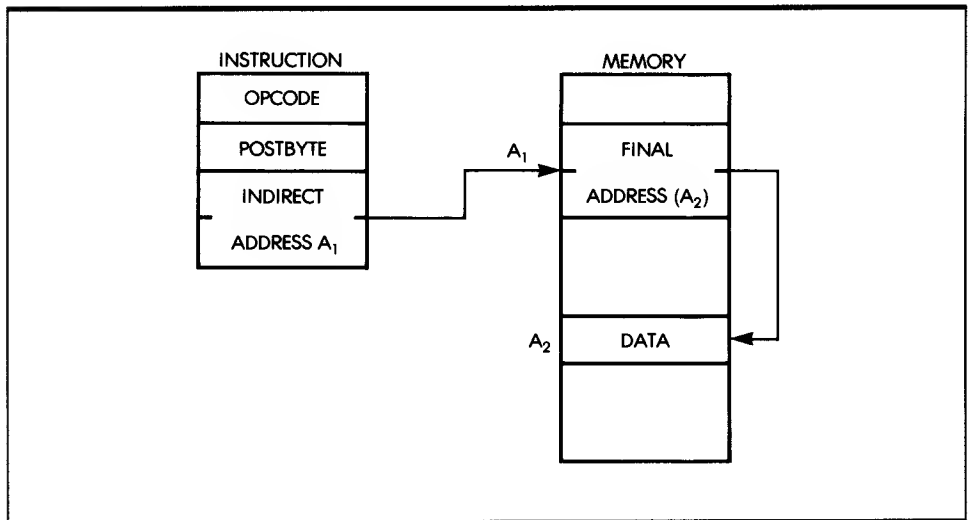 INSTRUCTION
OPCODE
POSTBYTE
INDIRECT
ADDRESS A₁
MEMORY
A₁
FINAL
ADDRESS (A₂)
A₂
DATA